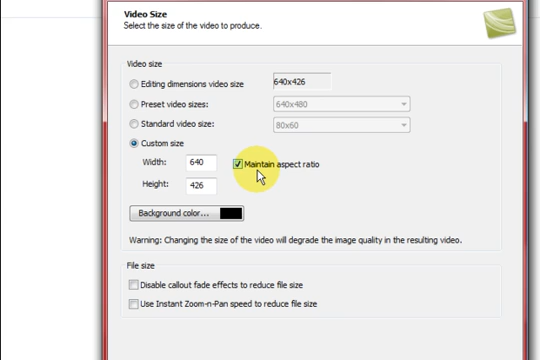 Video Size
Select the size of the video to produce.
Video size
Editing dimensions video size 640x426
Preset video sizes: 640x480
Standard video size: 80x60
Custom size
Width: 640 Maintain aspect ratio
Height: 426
Background color...
Warning: Changing the size of the video will degrade the image quality in the resulting video.
File size
Disable callout fade effects to reduce file size
Use Instant Zoom-n-Pan speed to reduce file size